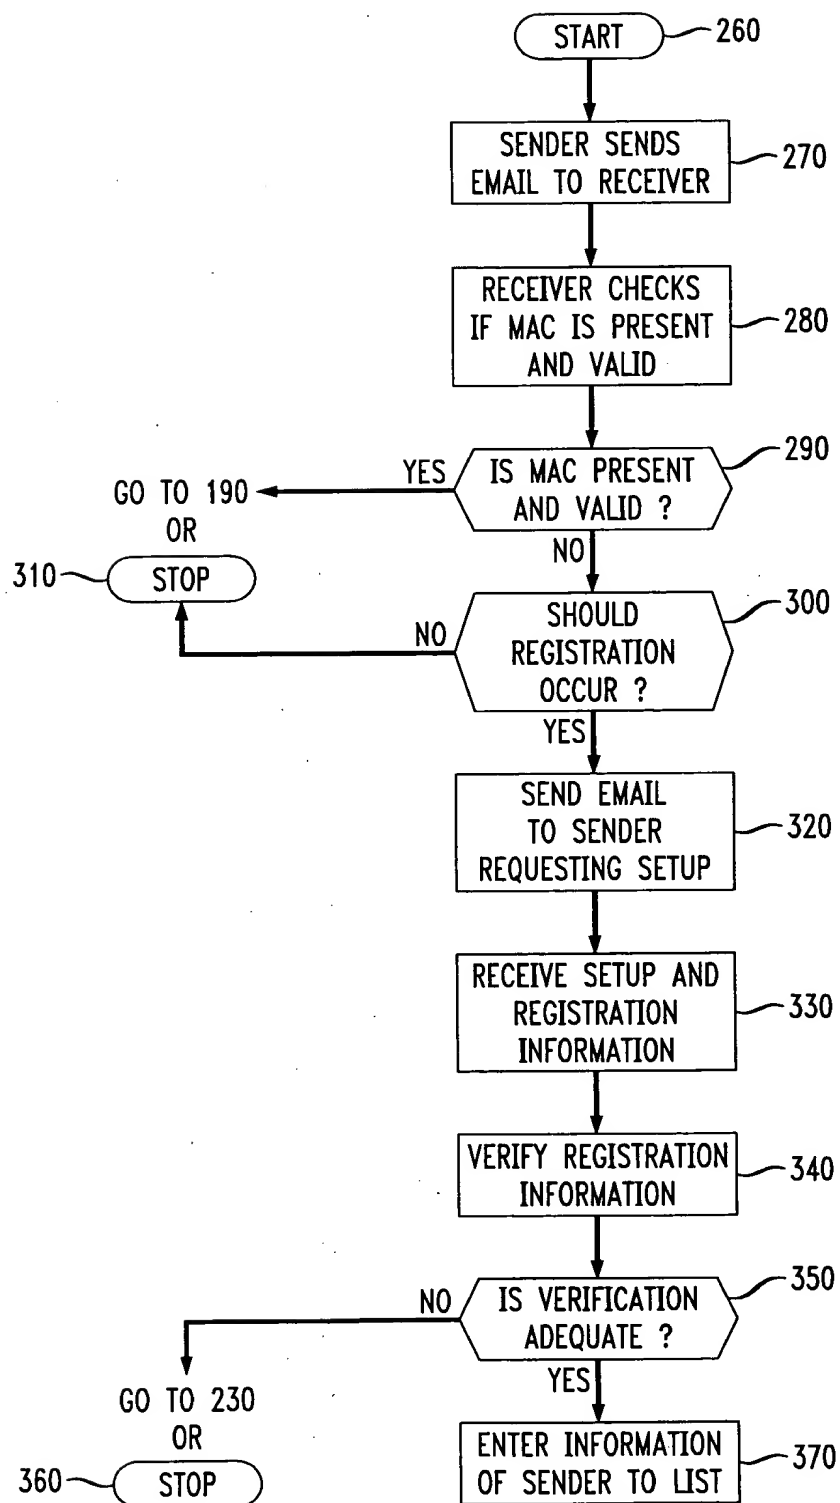 START
260
SENDER SENDS
EMAIL TO RECEIVER
270
RECEIVER CHECKS
IF MAC IS PRESENT
AND VALID
280
IS MAC PRESENT
AND VALID ?
290
YES
GO TO 190
OR
STOP
310
NO
SHOULD
REGISTRATION
OCCUR ?
300
NO
YES
SEND EMAIL
TO SENDER
REQUESTING SETUP
320
RECEIVE SETUP AND
REGISTRATION
INFORMATION
330
VERIFY REGISTRATION
INFORMATION
340
IS VERIFICATION
ADEQUATE ?
350
NO
GO TO 230
OR
STOP
360
YES
ENTER INFORMATION
OF SENDER TO LIST
370